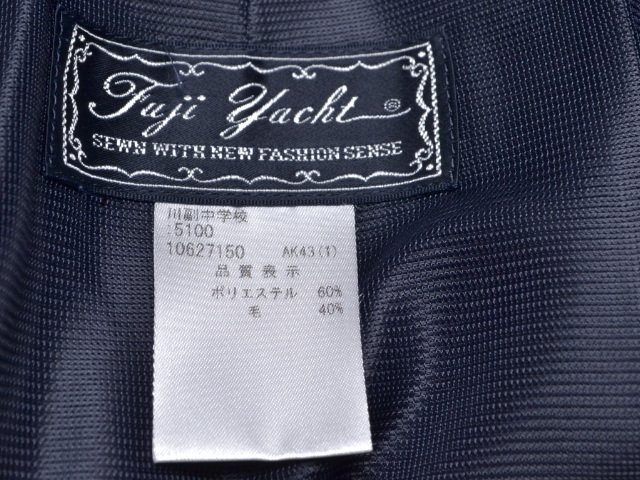 Fuji Yacht ®
SEWN WITH NEW FASHION SENSE
川副中学校
:5100
10627150 AK43(1)
品質表示
ポリエステル 60%
毛 40%